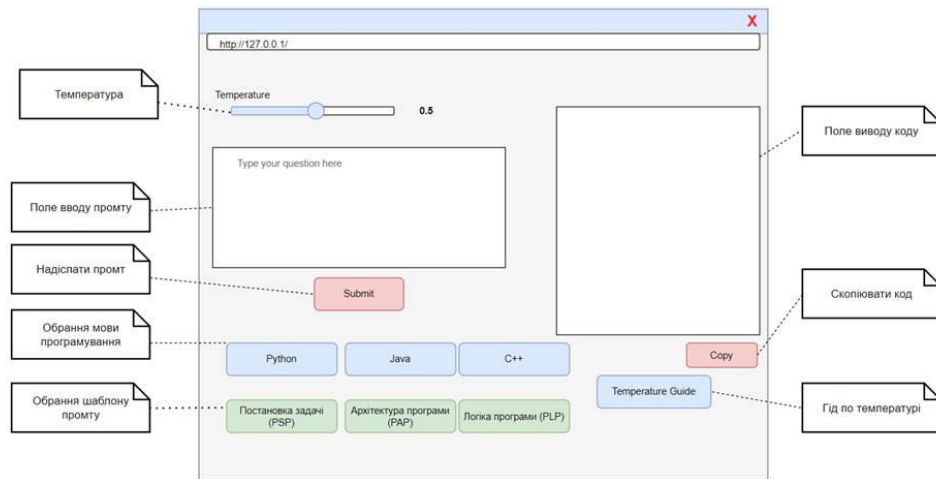 X
http://127.0.0.1/
Температура
Temperature
0.5
Поле виводу коду
Type your question here
Поле вводу промту
Надіслати промт
Submit
Скопіювати код
Обрання мови
програмування
Python
Java
C++
Copy
Обрання шаблону
промту
Постановка задачі
(PSP)
Архітектура програми
(PAP)
Логіка програми (PLP)
Temperature Guide
Гід по температурі